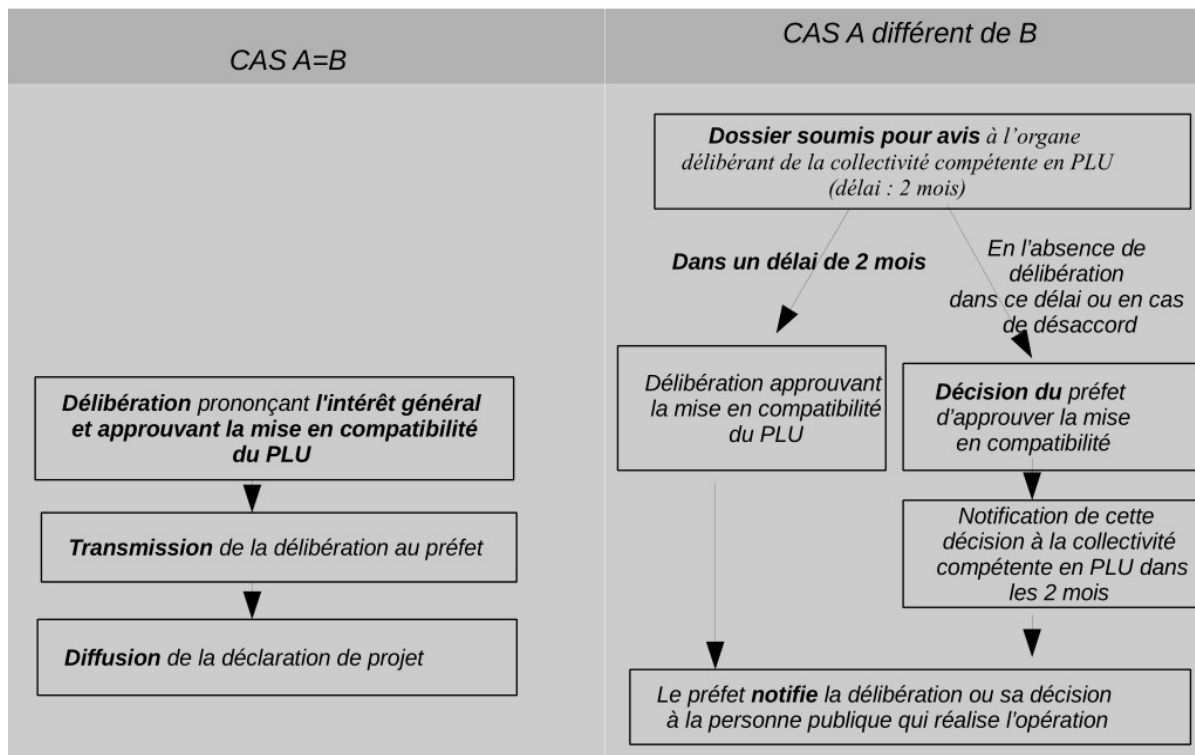 CAS A=B
Délibération prononçant l'intérêt général
et approuvant la mise en compatibilité
du PLU
Transmission de la délibération au préfet
Diffusion de la déclaration de projet
CAS A différent de B
Dossier soumis pour avis à l’organe
délibérant de la collectivité compétente en PLU
(délai : 2 mois)
Dans un délai de 2 mois
En l’absence de
délibération
dans ce délai ou en cas
de désaccord
Délibération approuvant
la mise en compatibilité
du PLU
Décision du préfet
d’approuver la mise
en compatibilité
Notification de cette
décision à la collectivité
compétente en PLU dans
les 2 mois
Le préfet notifie la délibération ou sa décision
à la personne publique qui réalise l’opération